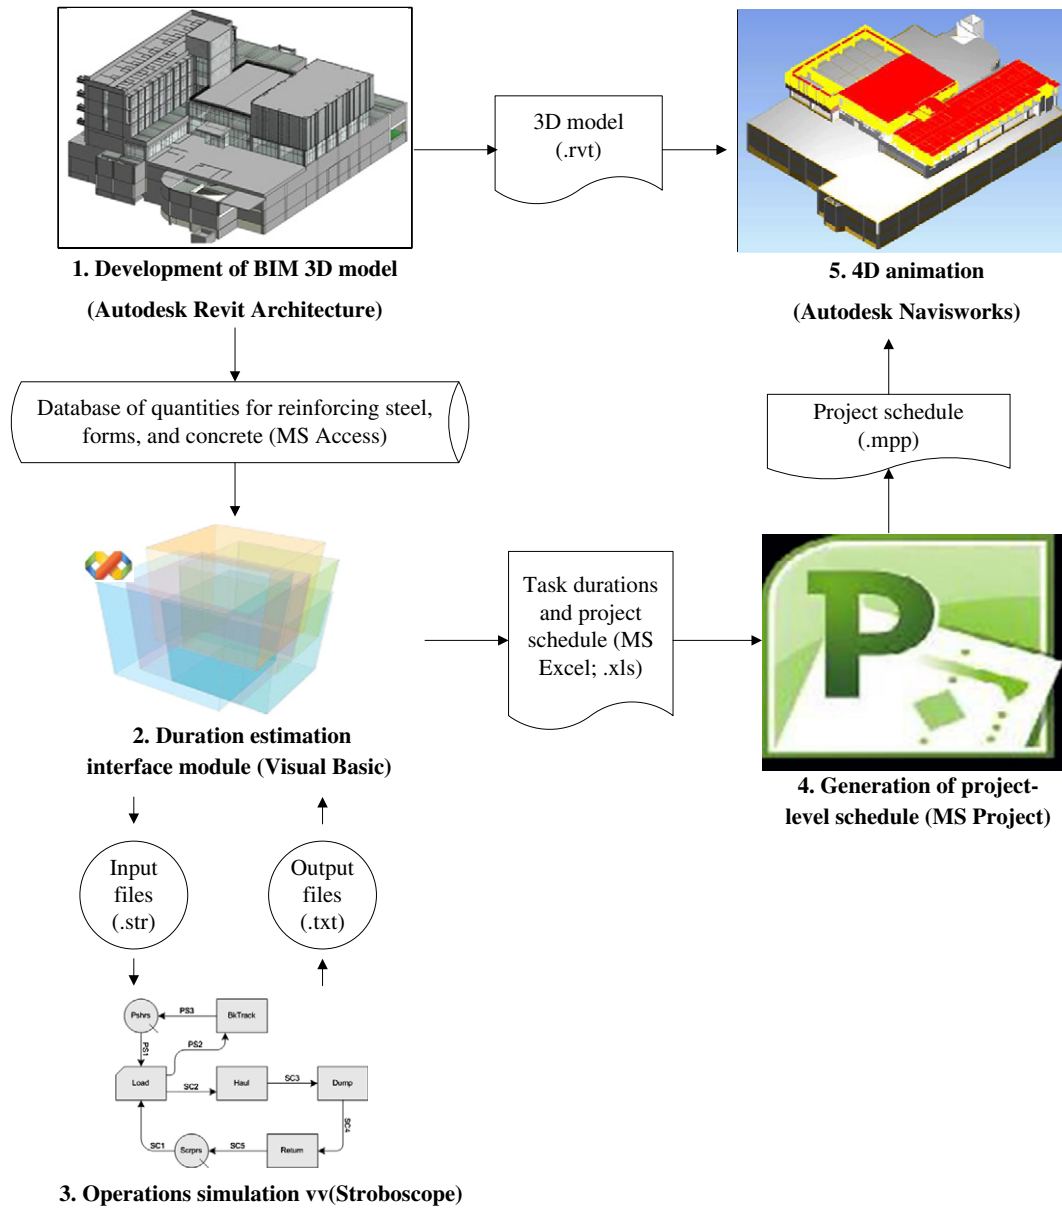 3D model
(.rvt)
1. Development of BIM 3D model
(Autodesk Revit Architecture)
5. 4D animation
(Autodesk Navisworks)
Database of quantities for reinforcing steel,
forms, and concrete (MS Access)
Project schedule
(.mpp)
Task durations
and project
schedule (MS
Excel; .xls)
P
2. Duration estimation
interface module (Visual Basic)
4. Generation of project-
level schedule (MS Project)
Input
files
(.str)
Output
files
(.txt)
Pshrs
PS3
BkTrack
PS1
PS2
Load
SC2
Haul
SC3
Dump
SC4
SC1
Scrprs
SC5
Return
3. Operations simulation vv(Stroboscope)